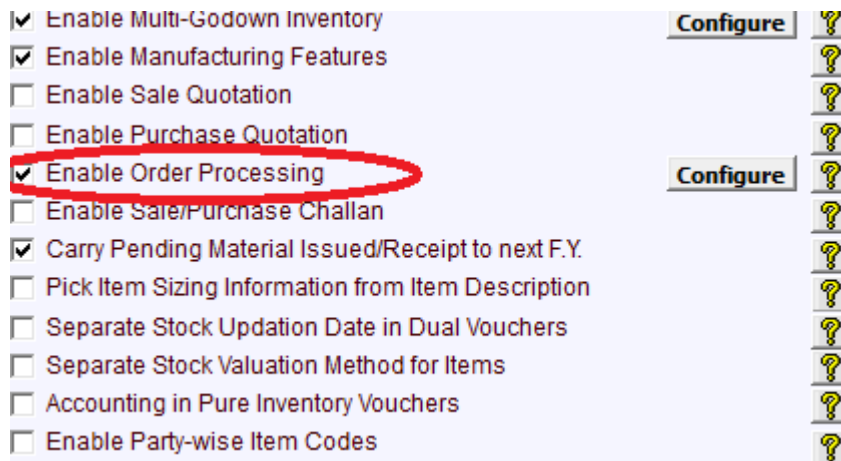 Enable Multi-Godown Inventory Configure ?
Enable Manufacturing Features ?
Enable Sale Quotation ?
Enable Purchase Quotation ?
Enable Order Processing Configure ?
Enable Sale/Purchase Challan ?
Carry Pending Material Issued/Receipt to next F.Y. ?
Pick Item Sizing Information from Item Description ?
Separate Stock Updation Date in Dual Vouchers ?
Separate Stock Valuation Method for Items ?
Accounting in Pure Inventory Vouchers ?
Enable Party-wise Item Codes ?